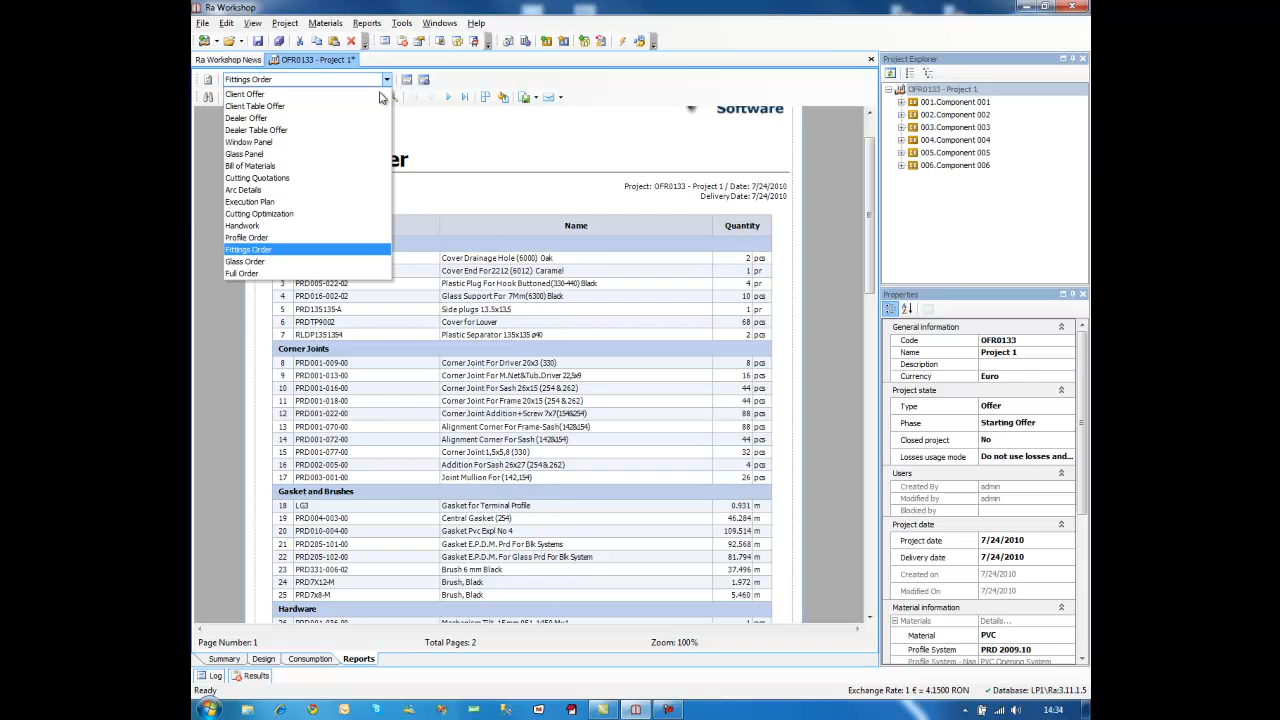 Ra Workshop
File Edit View Project Materials Reports Tools Windows Help
Ra Workshop News OFR0133 - Project 1*
Fittings Order
Client Offer
Client Table Offer
Dealer Offer
Dealer Table Offer
Window Panel
Glass Panel
Bill of Materials
Cutting Quotations
Arc Details
Execution Plan
Cutting Optimization
Handwork
Profile Order
Fittings Order
Glass Order
Full Order
Software
er
Project: OFR0133 - Project 1 / Date: 7/24/2010
Delivery Date: 7/24/2010
Name Quantity
Cover Drainage Hole (6000) Oak 2 pcs
Cover End For2212 (6012) Caramel 1 pr
3 PRD005-022-02 Plastic Plug For Hook Buttoned(330-440) Black 4 pr
4 PRD016-002-02 Glass Support For 7Mm(6300) Black 10 pcs
5 PRD135135-A Side plugs 13.5x13.5 1 pr
6 PRDTP9002 Cover for Louver 68 pcs
7 RLDP1351354 Plastic Separator 135x135 ø40 2 pcs
Corner Joints
8 PRD001-009-00 Corner Joint For Driver 20x3 (330) 8 pcs
9 PRD001-013-00 Corner Joint For M.Net&Tub.Driver 22,5x9 16 pcs
10 PRD001-016-00 Corner Joint For Sash 26x15 (254 & 262) 44 pcs
11 PRD001-018-00 Corner Joint For Frame 20x15 (254 & 262) 44 pcs
12 PRD001-022-00 Corner Joint Addition+Screw 7x7(154&254) 88 pcs
13 PRD001-070-00 Alignment Corner For Frame-Sash(142&154) 88 pcs
14 PRD001-072-00 Alignment Corner For Sash (142&154) 44 pcs
15 PRD001-077-00 Corner Joint 1,5x5,8 (330) 32 pcs
16 PRD002-005-00 Addition ForSash 26x27 (254 & 262) 4 pcs
17 PRD003-001-00 Joint Mullion For (142,154) 26 pcs
Gasket and Brushes
18 LG3 Gasket for Terminal Profile 0.931 m
19 PRD004-003-00 Central Gasket (254) 46.284 m
20 PRD010-004-00 Gasket Pvc Expl No 4 109.514 m
21 PRD205-101-00 Gasket E.P.D.M. Prd For Blk Systems 92.568 m
22 PRD205-102-00 Gasket E.P.D.M. For Glass Prd For Blk System 81.794 m
23 PRD331-006-02 Brush 6 mm Black 37.496 m
24 PRD7X12-M Brush, Black 1.972 m
25 PRD7x8-M Brush, Black 5.460 m
Hardware
Page Number: 1 Total Pages: 2 Zoom: 100%
Summary Design Consumption Reports
Log Results
Ready Exchange Rate: 1 € = 4.1500 RON Database: LP1\Ra:3.11.1.5
Project Explorer
OFR0133 - Project 1
001.Component 001
002.Component 002
003.Component 003
004.Component 004
005.Component 005
006.Component 006
Properties
General information
Code OFR0133
Name Project 1
Description
Currency Euro
Project state
Type Offer
Phase Starting Offer
Closed project No
Losses usage mode Do not use losses and...
Users
Created By admin
Modified by admin
Blocked by
Project date
Project date 7/24/2010
Delivery date 7/24/2010
Created on 7/24/2010
Modified On 7/24/2010
Material information
Materials Details...
Material PVC
Profile System PRD 2009.10
Profile System - Nam PVC Opening System
14:34